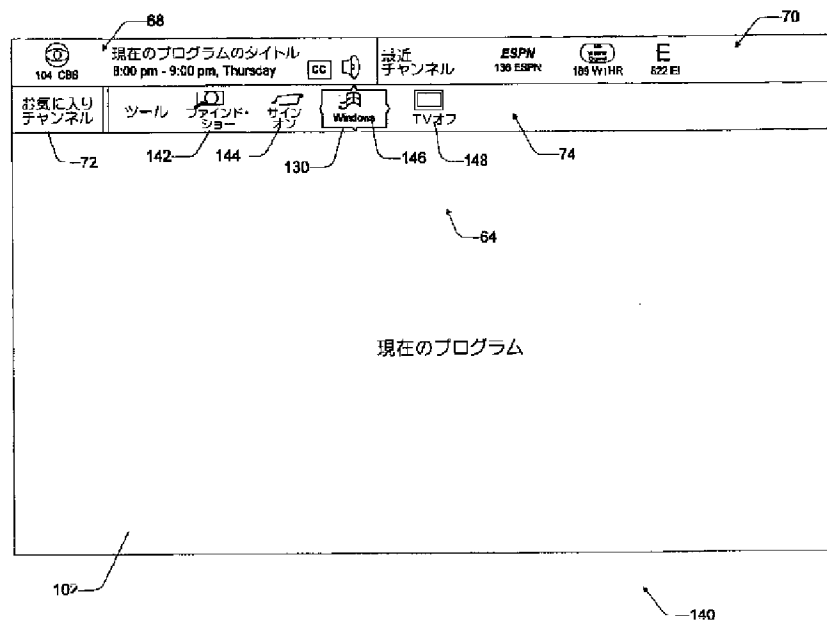 68
70
現在のプログラムのタイトル
8:00 pm - 9:00 pm, Thursday
104 CBS
CC
最近
チャンネル
ESPN
136 ESPN
186 W1HR
E
622 E!
お気に入り
チャンネル
ツール
ファインド・
ショー
サイン
オン
Windows
TVオフ
72
142
144
130
146
148
74
64
現在のプログラム
102
140